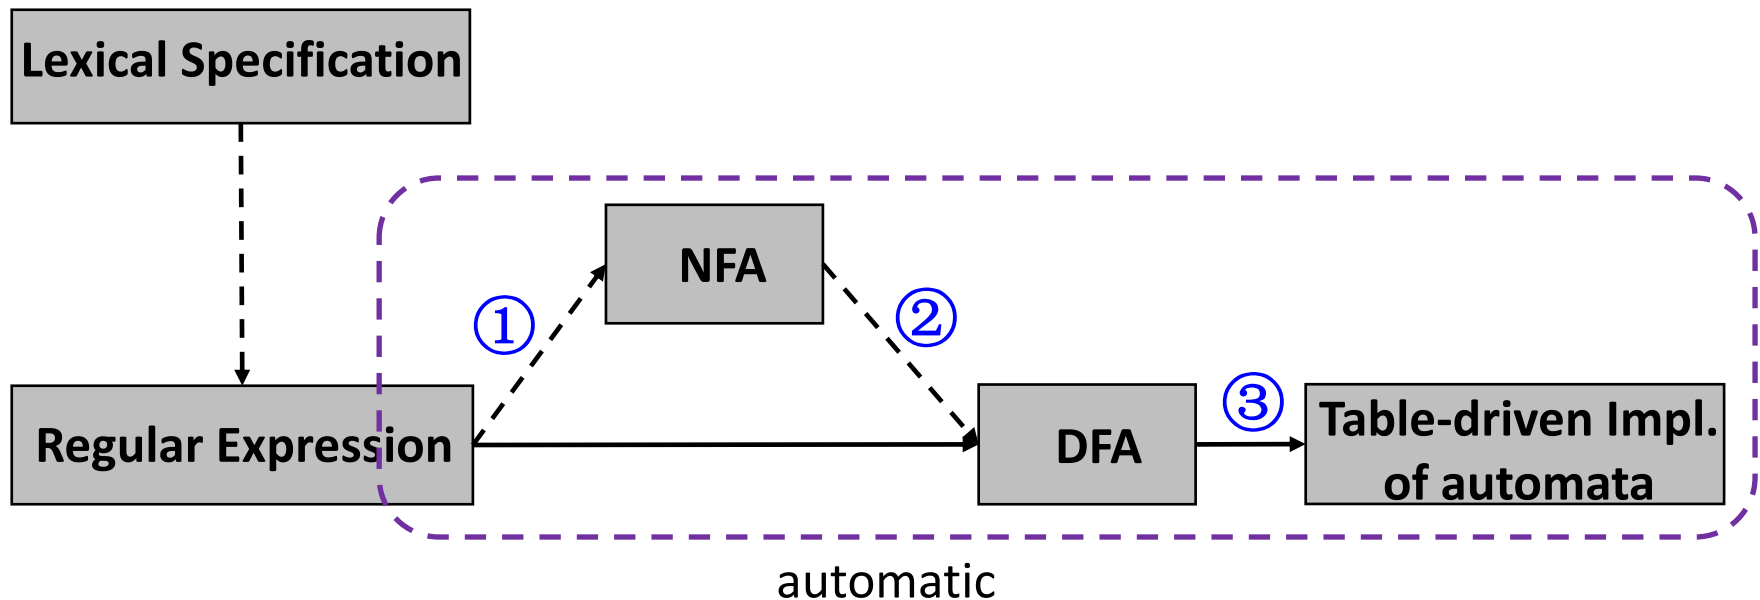 Lexical Specification
NFA
①
②
③
Regular Expression
DFA
Table-driven Impl.
of automata
automatic